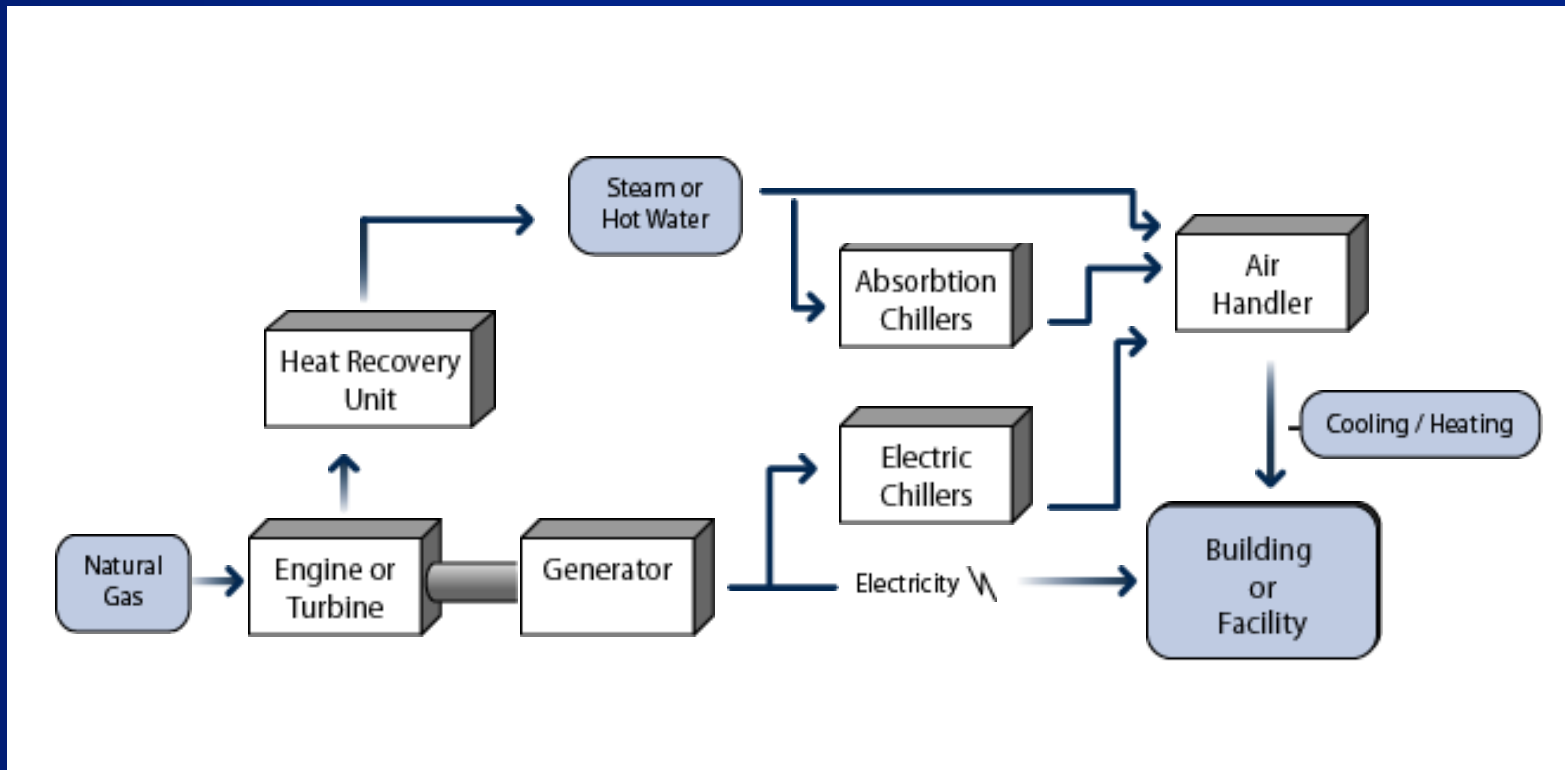 Steam or
Hot Water
Absorbtion
Chillers
Air
Handler
Heat Recovery
Unit
Cooling / Heating
Electric
Chillers
Natural
Gas
Engine or
Turbine
Generator
Electricity
Building
or
Facility